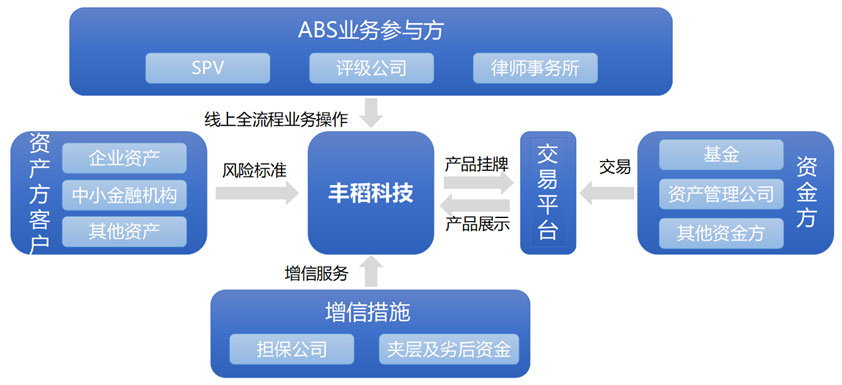 ABS业务参与方
SPV
评级公司
律师事务所
线上全流程业务操作
资产方客户
企业资产
中小金融机构
其他资产
风险标准
丰稻科技
产品挂牌
产品展示
交易平台
交易
基金
资产管理公司
其他资金方
资金方
增信服务
增信措施
担保公司
夹层及劣后资金